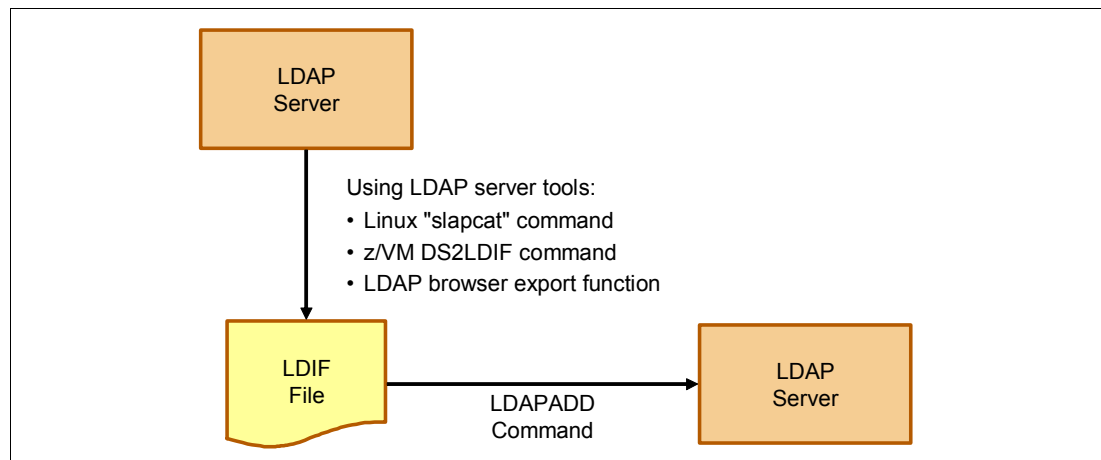 LDAP
Server
Using LDAP server tools:
• Linux "slapcat" command
• z/VM DS2LDIF command
• LDAP browser export function
LDIF
File
LDAPADD
Command
LDAP
Server